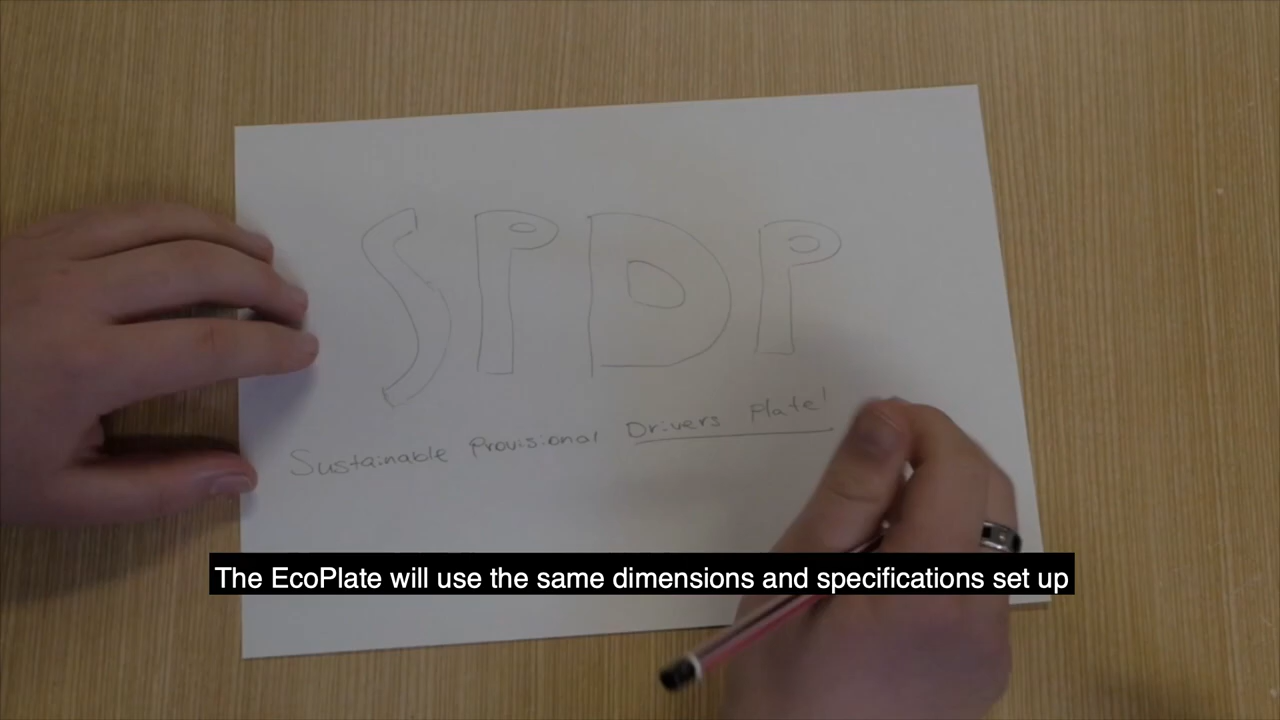 SPDP
Sustainable Provisional Drivers Plate!
The EcoPlate will use the same dimensions and specifications set up